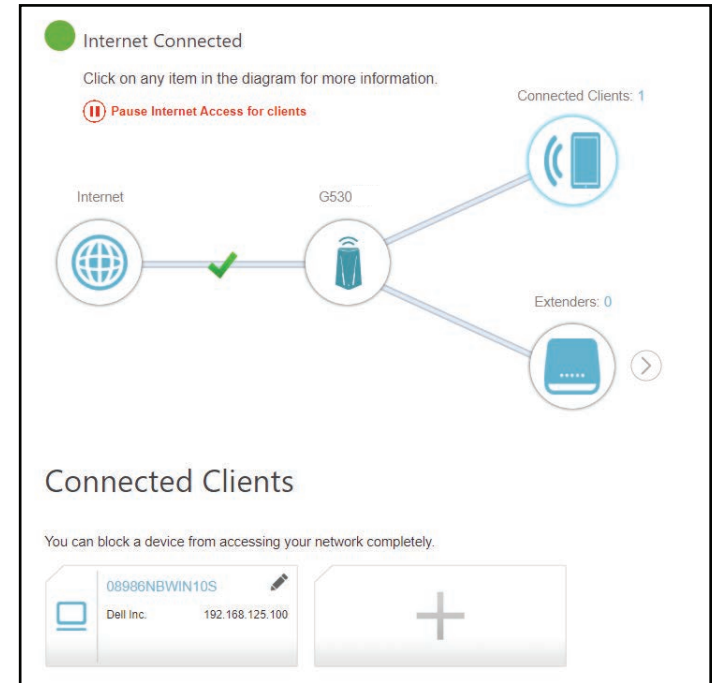 Internet Connected
Click on any item in the diagram for more information.
Pause Internet Access for clients
Connected Clients: 1
Internet
G530
Extenders: 0
Connected Clients
You can block a device from accessing your network completely.
08986NBWIN10S
Dell Inc. 192.168.125.100